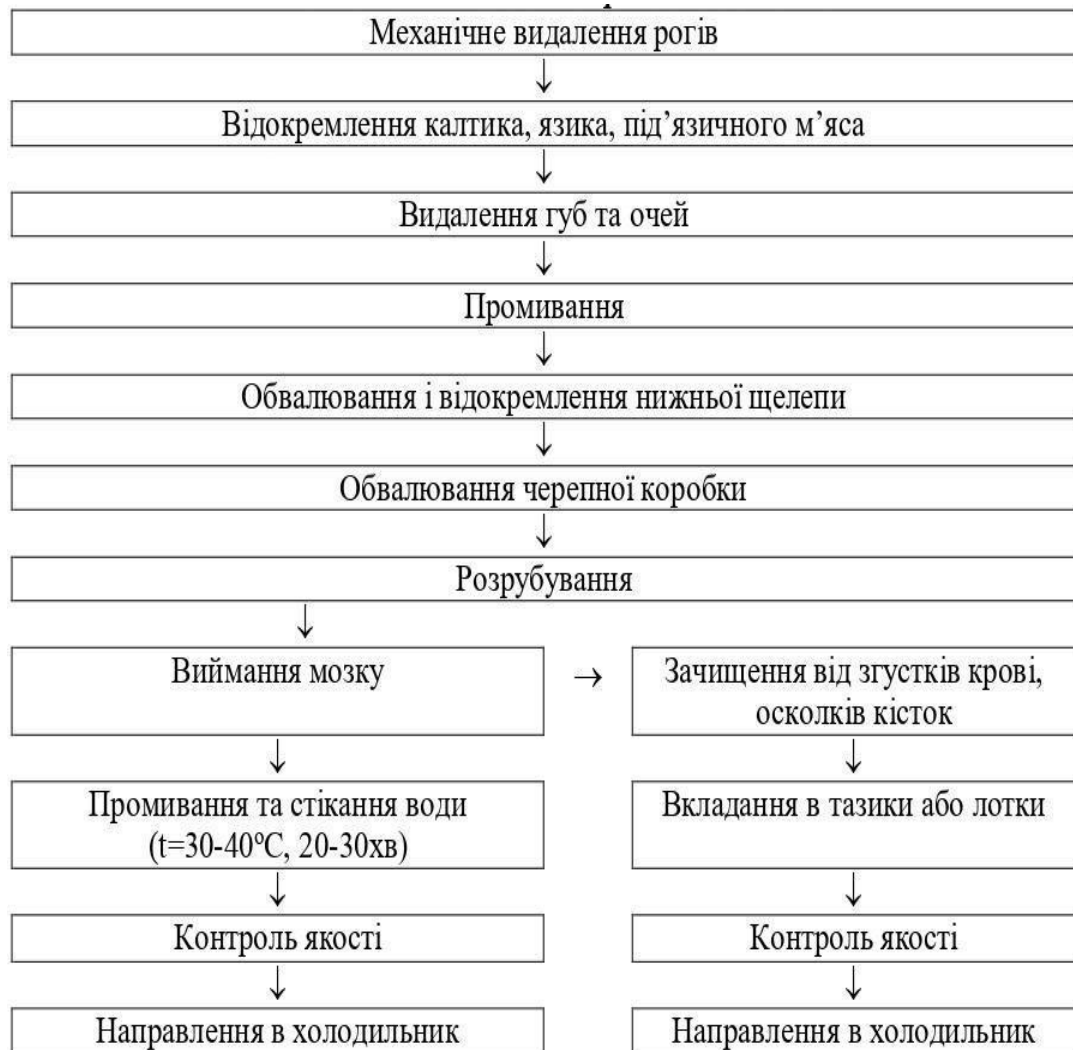 Механічне видалення рогів
↓
Відокремлення калтика, язика, під’язичного м’яса
↓
Видалення губ та очей
↓
Промивання
↓
Обвалювання і відокремлення нижньої щелепи
↓
Обвалювання черепної коробки
↓
Розрубування
↓
Виймання мозку
→
Зачищення від згустків крові,
осколків кісток
↓
↓
Промивання та стікання води
(t=30-40ºС, 20-30хв)
Вкладання в тазики або лотки
↓
↓
Контроль якості
Контроль якості
↓
↓
Направлення в холодильник
Направлення в холодильник